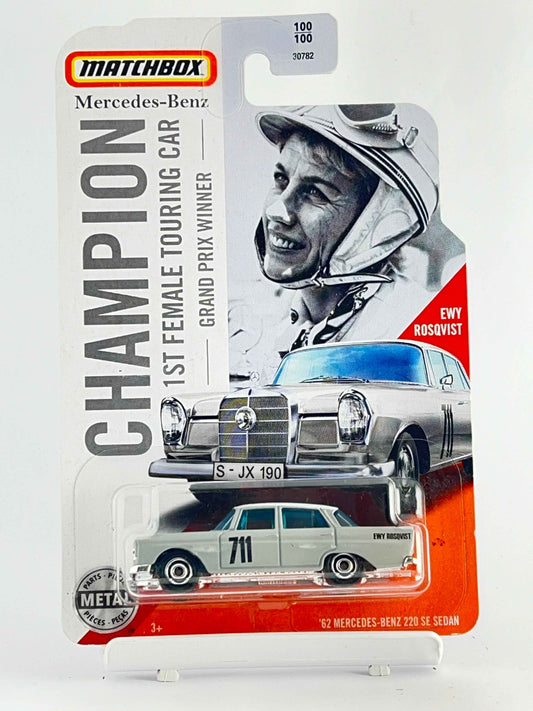 100
100
30782
MATCHBOX
Mercedes-Benz
CHAMPION
1ST FEMALE TOURING CAR
GRAND PRIX WINNER
EWY
ROSQVIST
711
S - JX 190
711
EWY ROSQVIST
METAL
PARTS -
PIECES - PEÇAS
3+
'62 MERCEDES-BENZ 220 SE SEDAN